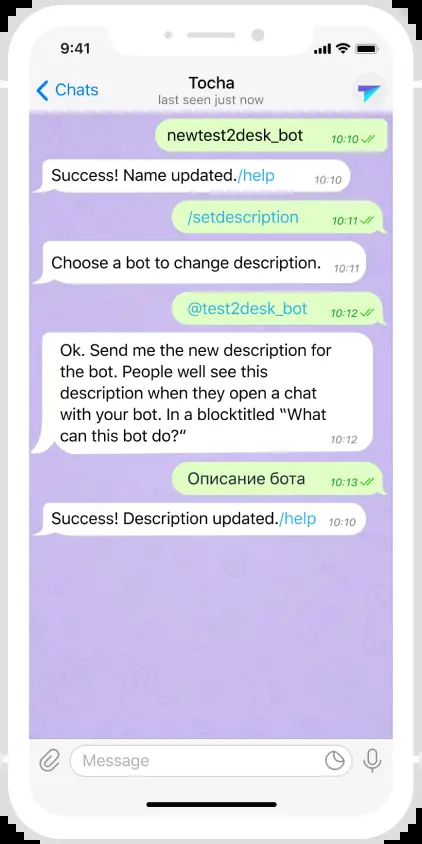 9:41
Chats
Tocha
last seen just now
newtest2desk_bot 10:10
Success! Name updated./help 10:10
/setdescription 10:11
Choose a bot to change description. 10:11
@test2desk_bot 10:12
Ok. Send me the new description for
the bot. People well see this
description when they open a chat
with your bot. In a blocktitled “What
can this bot do?” 10:12
Описание бота 10:13
Success! Description updated./help 10:10
Message